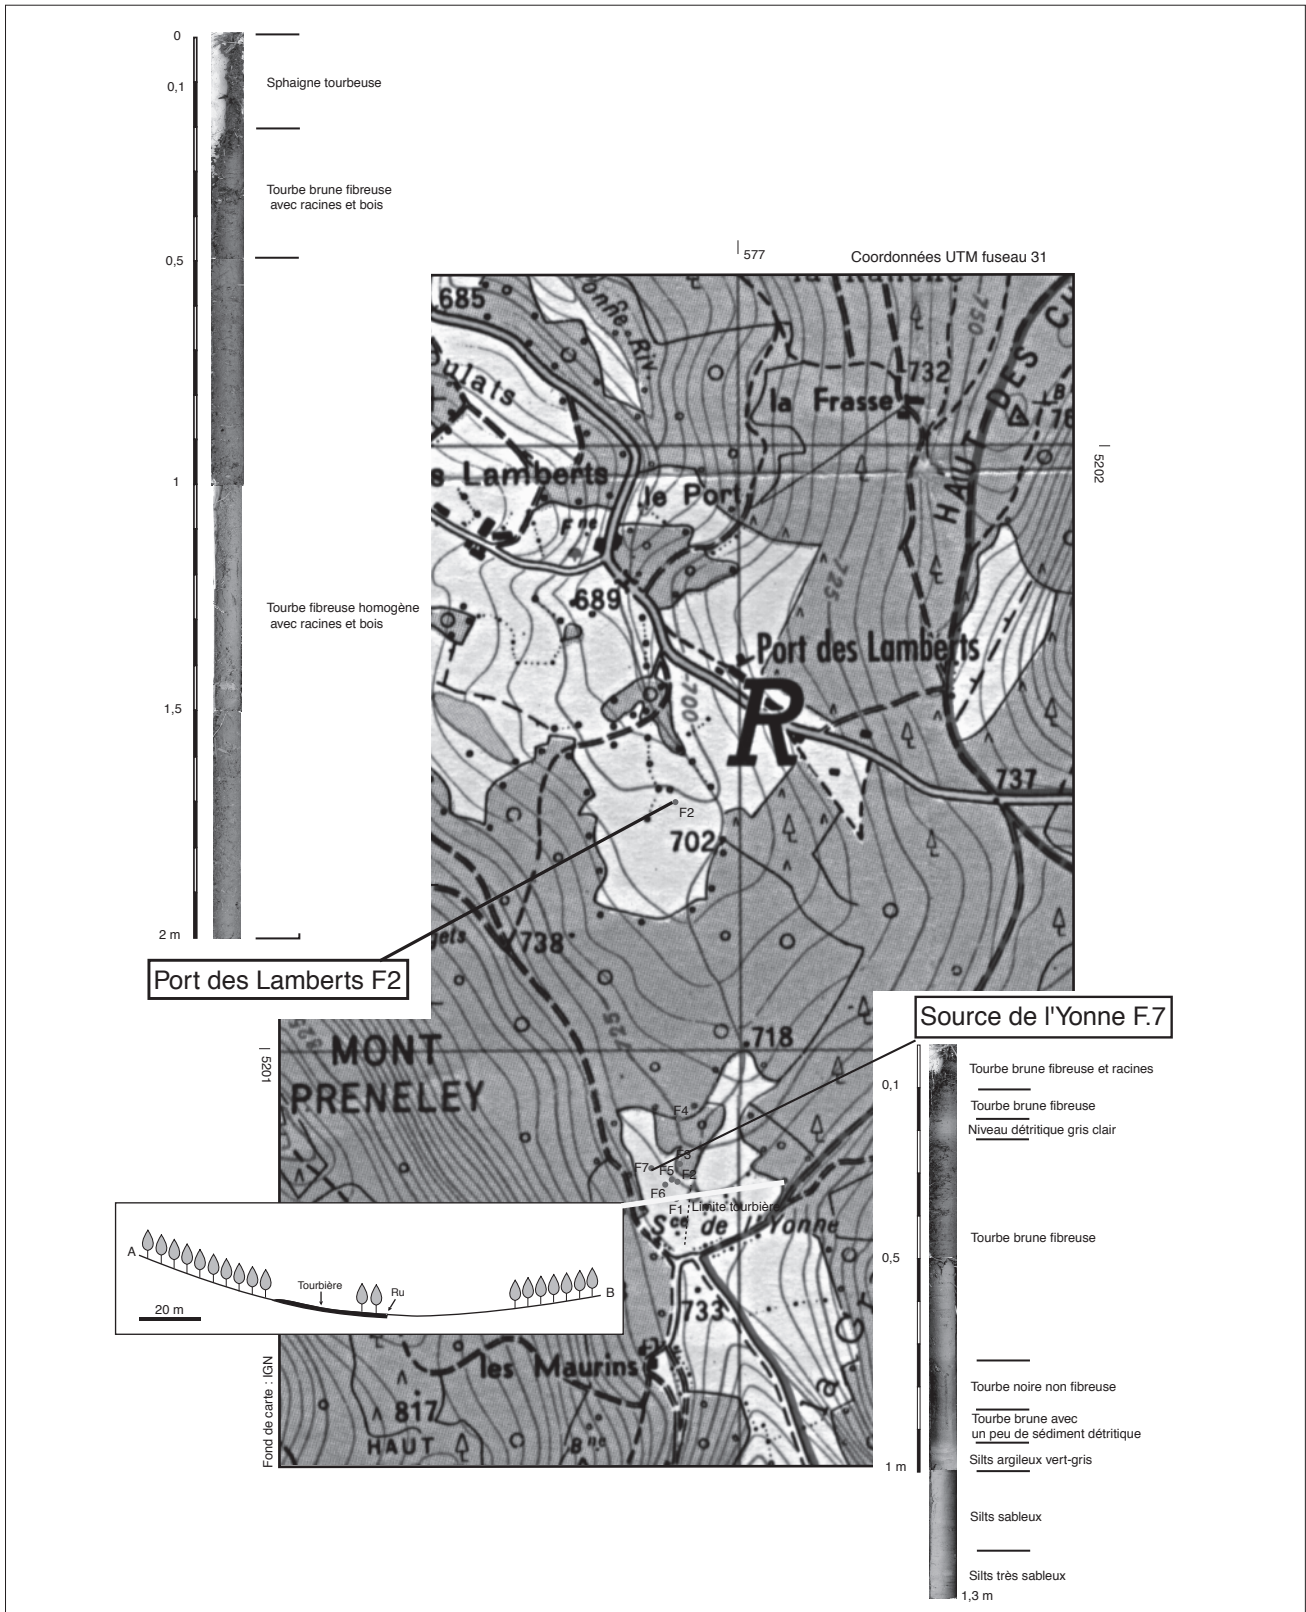 0
0,1
Sphaigne tourbeuse
Tourbe brune fibreuse
avec racines et bois
0,5
1
Tourbe fibreuse homogène
avec racines et bois
1,5
2 m
Port des Lamberts F2
577
Coordonnées UTM fuseau 31
5202
685
Riv.
732
la Frasse
750
HAUT DES
Lamberts
le Port
Fne
689
725
Port des Lamberts
700
R
737
F2
702
738
725
5201
MONT
PRENELEY
718
F4
F3
F7
F5
F2
F6
F1
Limite tourbière
Sce de l'Yonne
733
les Maurins
817
HAUT
Bne
Fond de carte : IGN
A
Tourbière
Ru
B
20 m
Source de l'Yonne F.7
0,1
Tourbe brune fibreuse et racines
Tourbe brune fibreuse
Niveau détritique gris clair
Tourbe brune fibreuse
0,5
Tourbe noire non fibreuse
Tourbe brune avec
un peu de sédiment détritique
Silts argileux vert-gris
1 m
Silts sableux
Silts très sableux
1,3 m